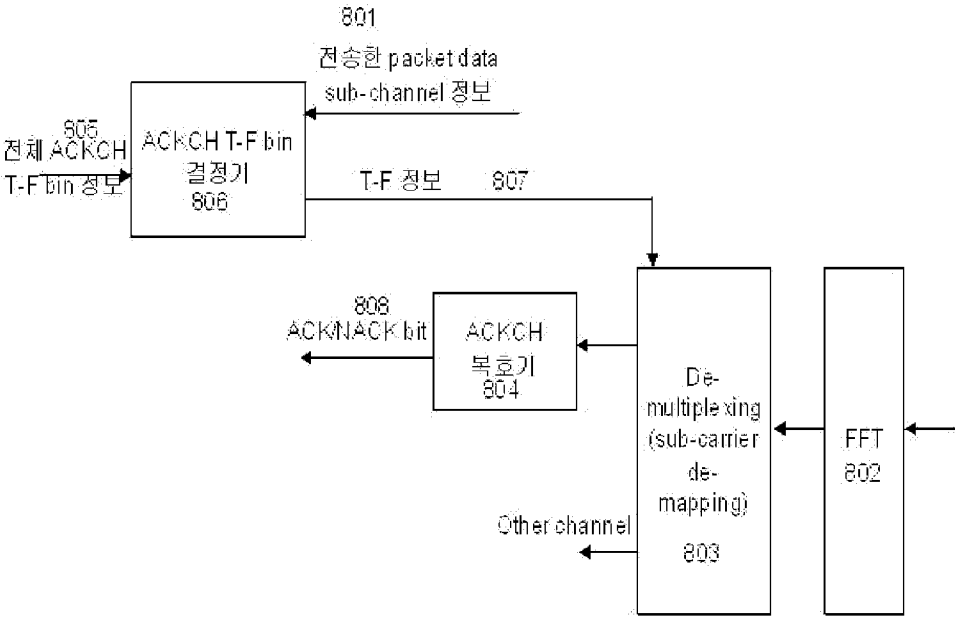 801
전송한 packet data
sub-channel 정보
805
전체 ACKCH
T-F bin 정보
ACKCH T-F bin
결정기
806
T-F 정보 807
808
ACK/NACK bit
ACKCH
복호기
804
De-
multiplexing
(sub-carrier
de-
mapping)
803
FFT
802
Other channel